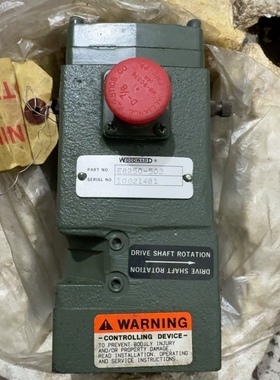 WOODWARD
PART NO
SERIAL NO. 10021481
DRIVE SHAFT ROTATION
DRIVE SHAFT ROTATION
WARNING
- CONTROLLING DEVICE -
TO PREVENT BODILY INJURY
AND/OR PROPERTY DAMAGE,
READ INSTALLATION, OPERATING
AND SERVICE INSTRUCTIONS.